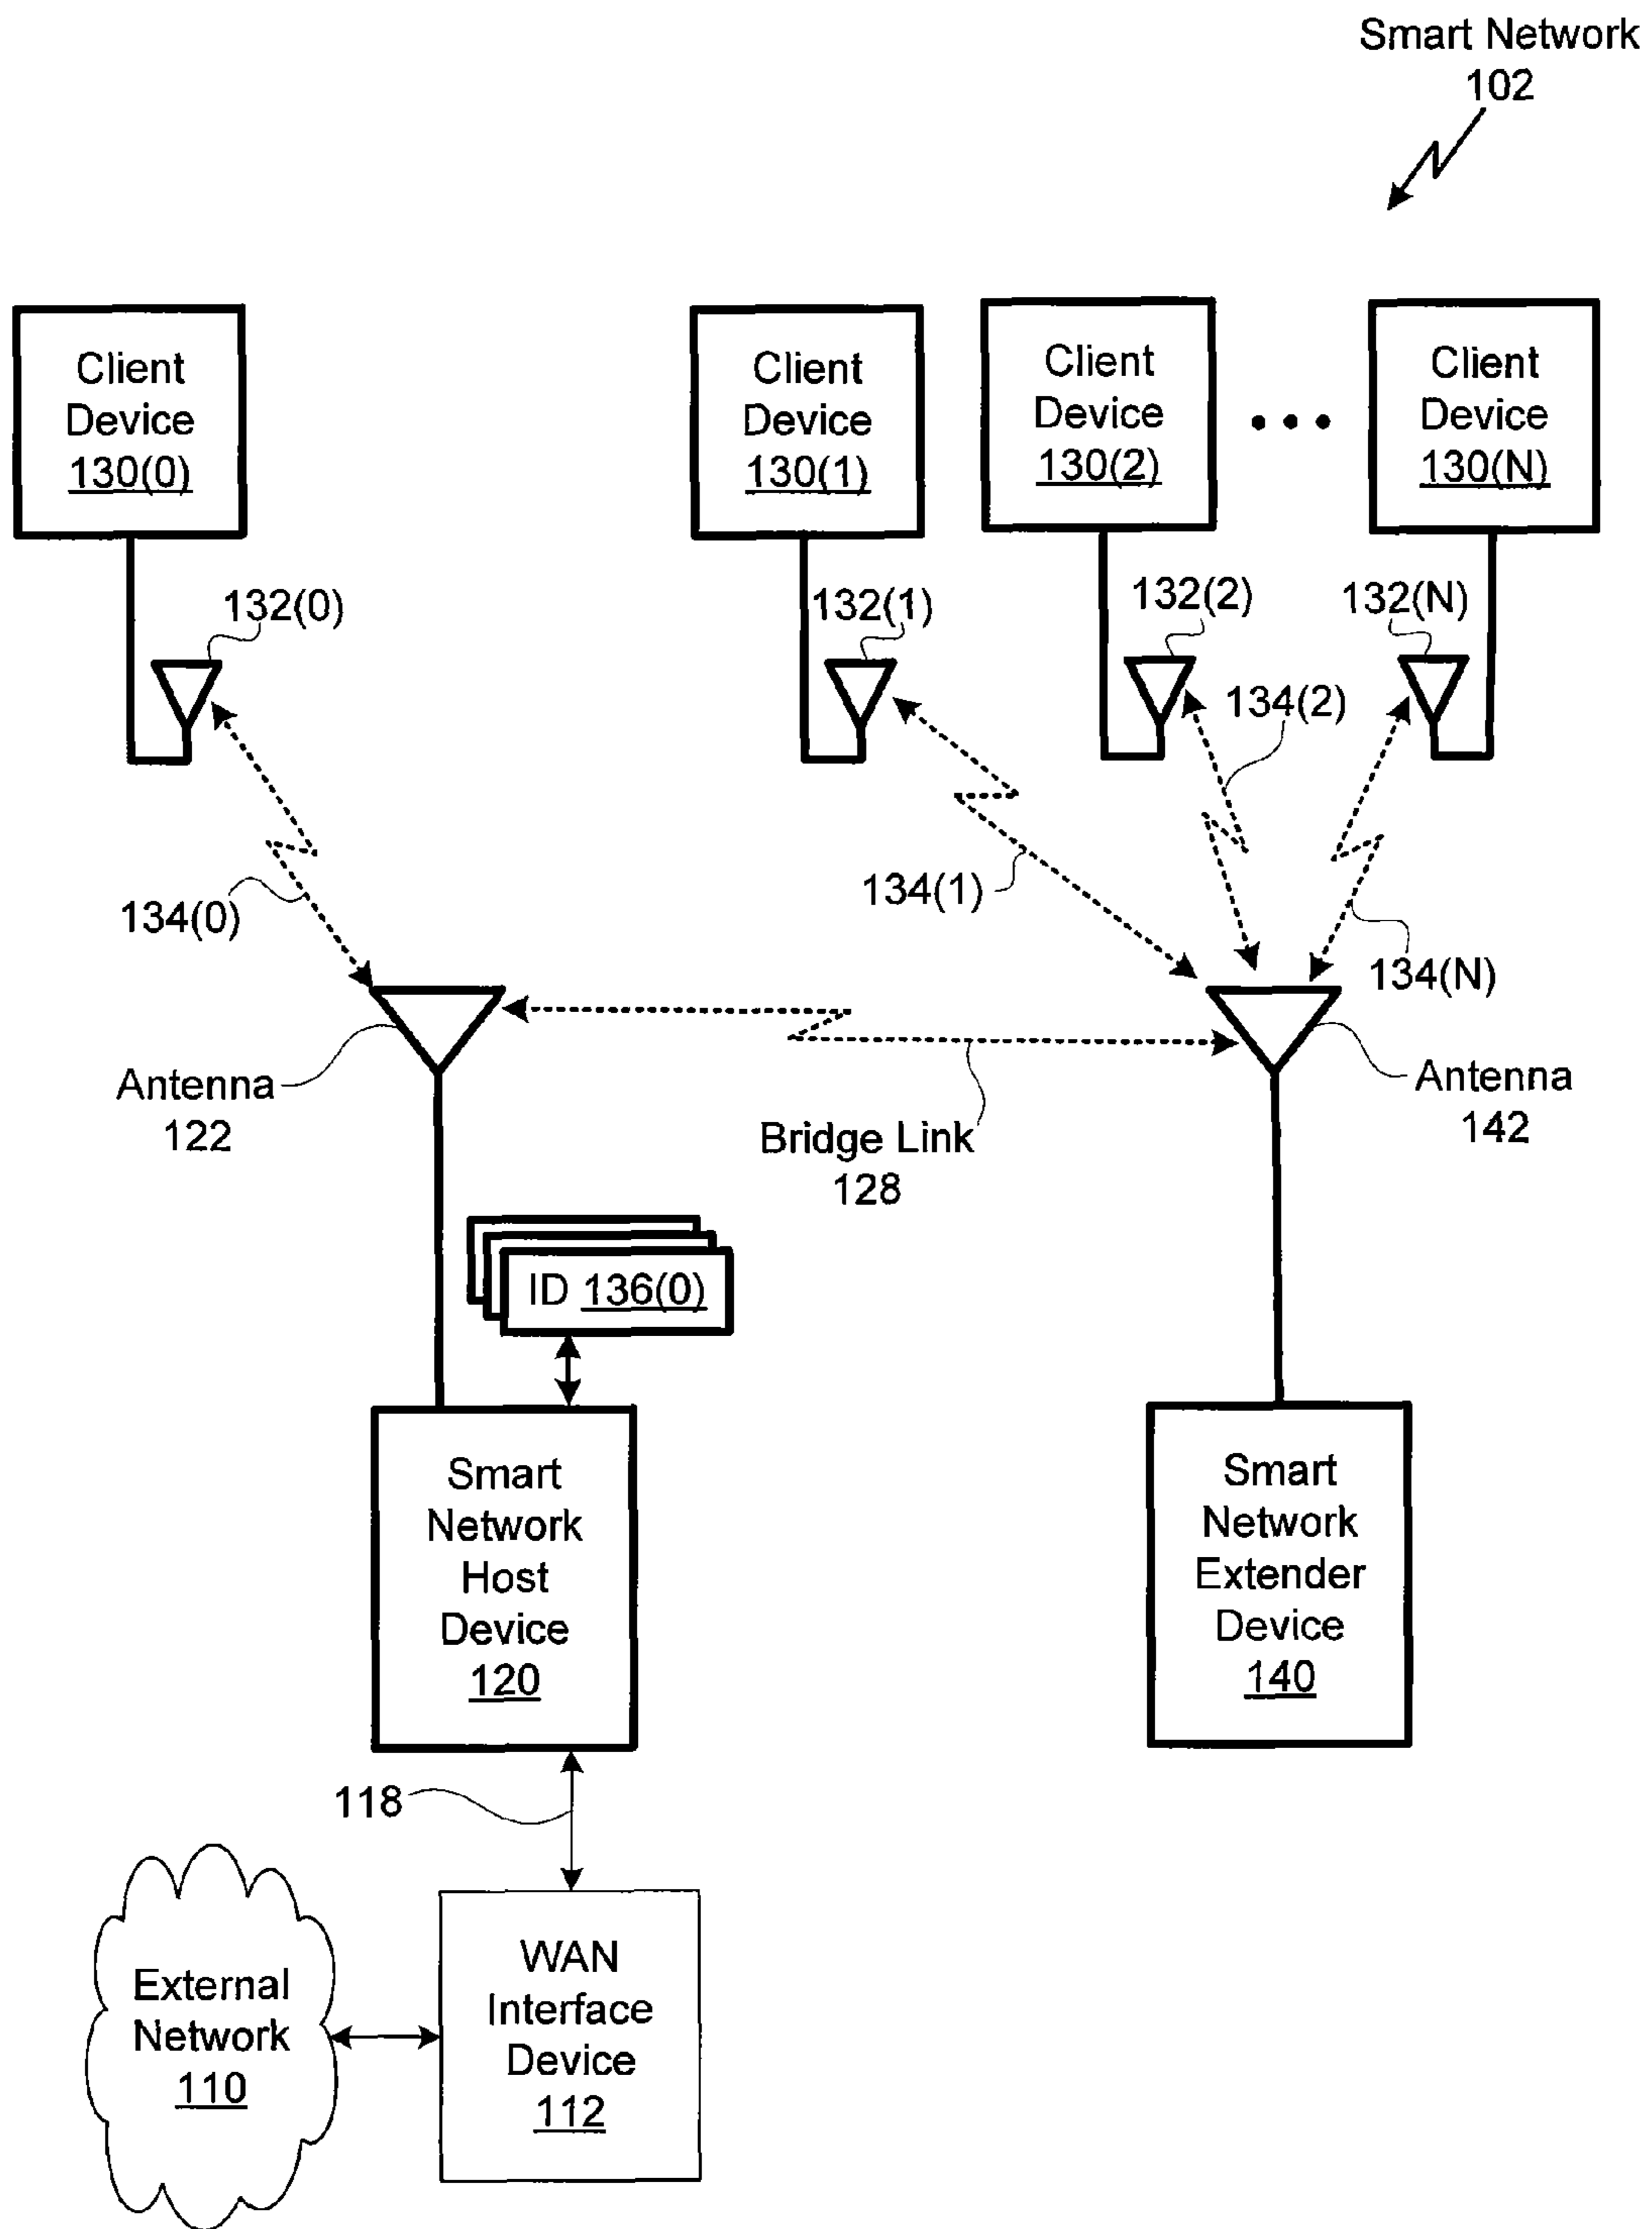 Smart Network
102
Client
Device
130(0)
Client
Device
130(1)
Client
Device
130(2)
Client
Device
130(N)
132(0)
132(1)
132(2)
132(N)
134(2)
134(1)
134(0)
134(N)
Antenna
122
Bridge Link
128
Antenna
142
ID 136(0)
Smart
Network
Host
Device
120
Smart
Network
Extender
Device
140
118
External
Network
110
WAN
Interface
Device
112